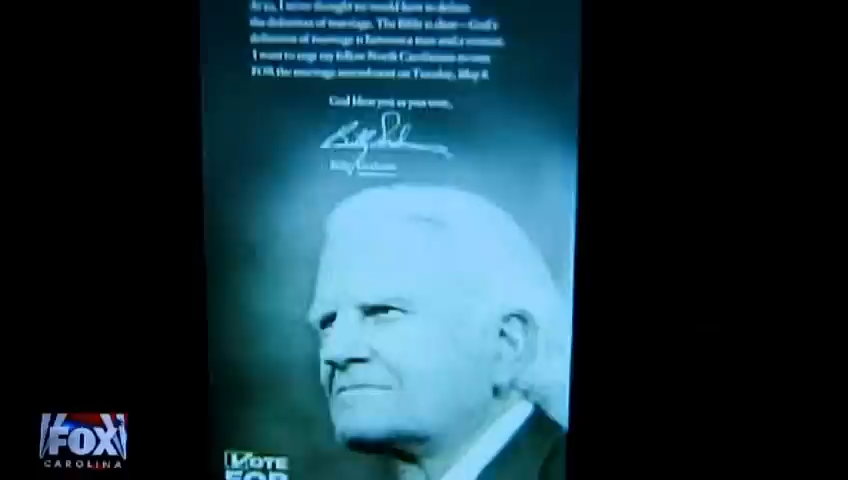 At 93, I never thought we would have to debate
the definition of marriage. The Bible is clear—God's
definition of marriage is between a man and a woman.
I want to urge my fellow North Carolinians to vote
FOR the marriage amendment on Tuesday, May 8.
God bless you as you vote,
Billy Graham
VOTE
FOR
FOX
CAROLINA